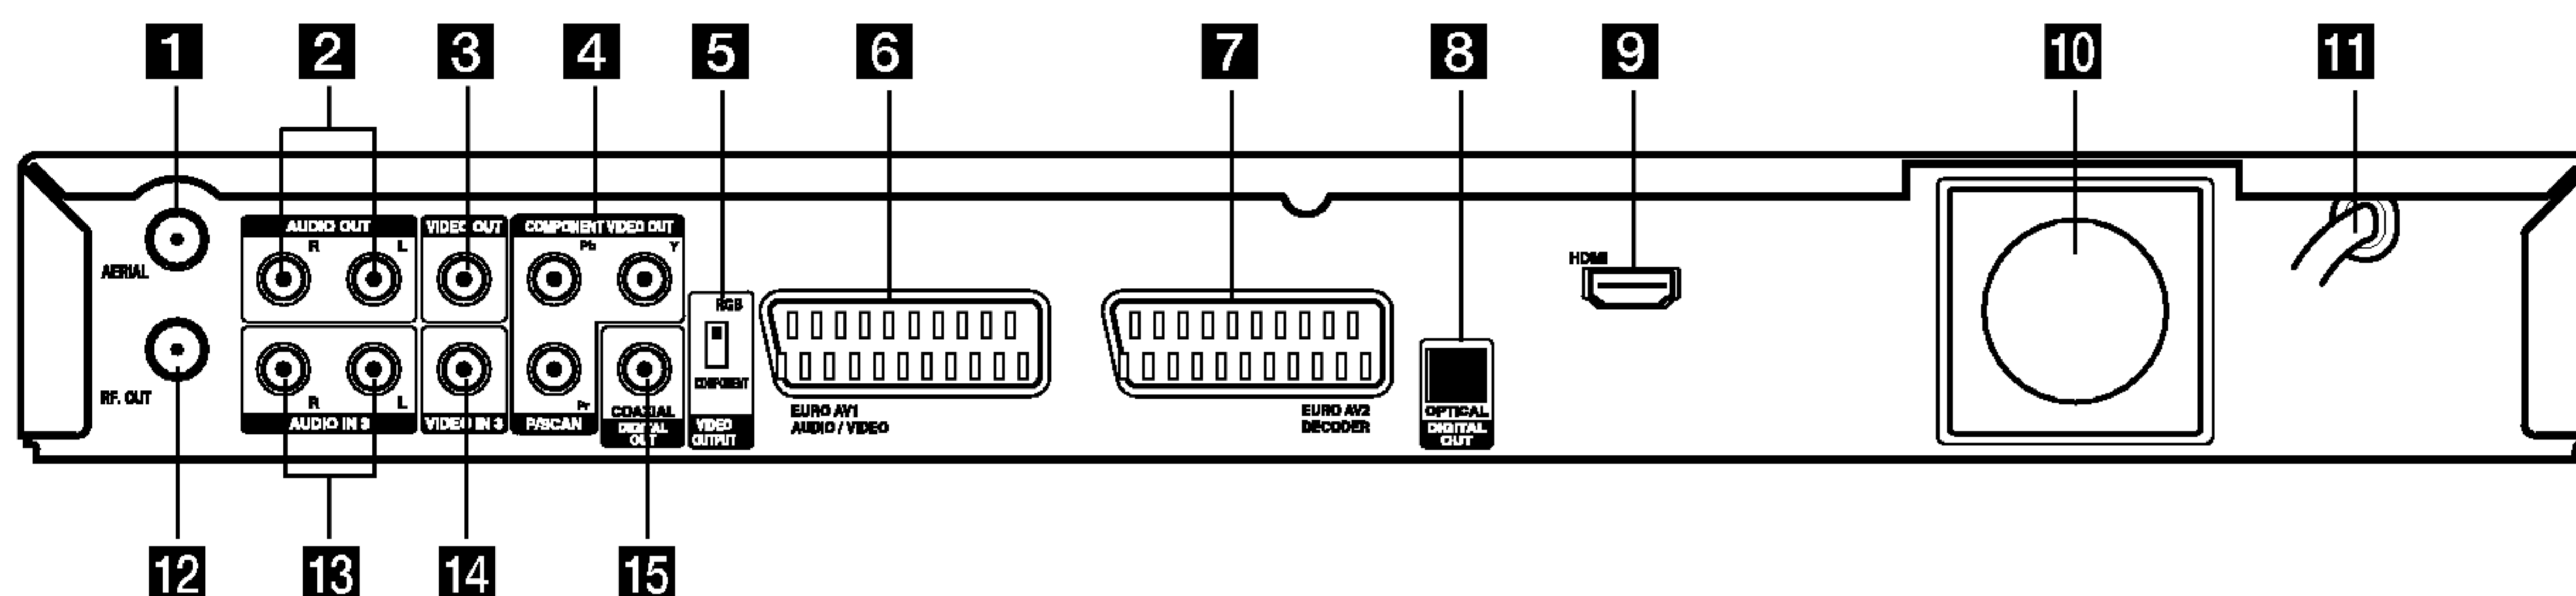 1 2 3 4 5 6 7 8 9 10 11
AUDIO OUT VIDEO OUT COMPONENT VIDEO OUT
R L Pb Y
AERIAL
HDMI
RGB
COMPONENT
RF. OUT
R L Pr
AUDIO IN 3 VIDEO IN 3 P/SCAN
COAXIAL
DIGITAL
OUT
VIDEO
OUTPUT
EURO AV1
AUDIO / VIDEO
EURO AV2
DECODER
OPTICAL
DIGITAL
OUT
12 13 14 15